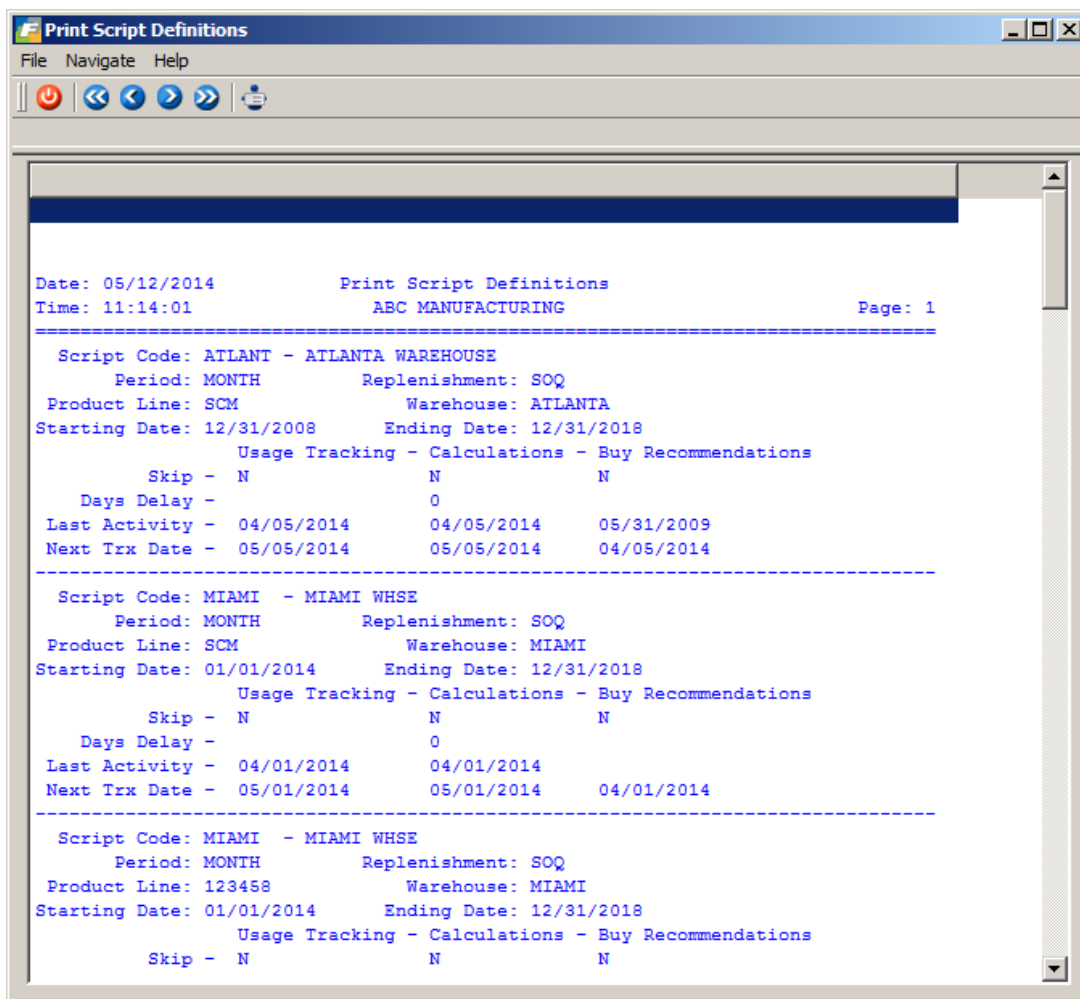 Print Script Definitions
File Navigate Help
Date: 05/12/2014 Print Script Definitions
Time: 11:14:01 ABC MANUFACTURING Page: 1
================================================================================
Script Code: ATLANT - ATLANTA WAREHOUSE
Period: MONTH Replenishment: SOQ
Product Line: SCM Warehouse: ATLANTA
Starting Date: 12/31/2008 Ending Date: 12/31/2018
Usage Tracking - Calculations - Buy Recommendations
Skip - N N N
Days Delay - 0
Last Activity - 04/05/2014 04/05/2014 05/31/2009
Next Trx Date - 05/05/2014 05/05/2014 04/05/2014
--------------------------------------------------------------------------------
Script Code: MIAMI - MIAMI WHSE
Period: MONTH Replenishment: SOQ
Product Line: SCM Warehouse: MIAMI
Starting Date: 01/01/2014 Ending Date: 12/31/2018
Usage Tracking - Calculations - Buy Recommendations
Skip - N N N
Days Delay - 0
Last Activity - 04/01/2014 04/01/2014
Next Trx Date - 05/01/2014 05/01/2014 04/01/2014
--------------------------------------------------------------------------------
Script Code: MIAMI - MIAMI WHSE
Period: MONTH Replenishment: SOQ
Product Line: 123458 Warehouse: MIAMI
Starting Date: 01/01/2014 Ending Date: 12/31/2018
Usage Tracking - Calculations - Buy Recommendations
Skip - N N N